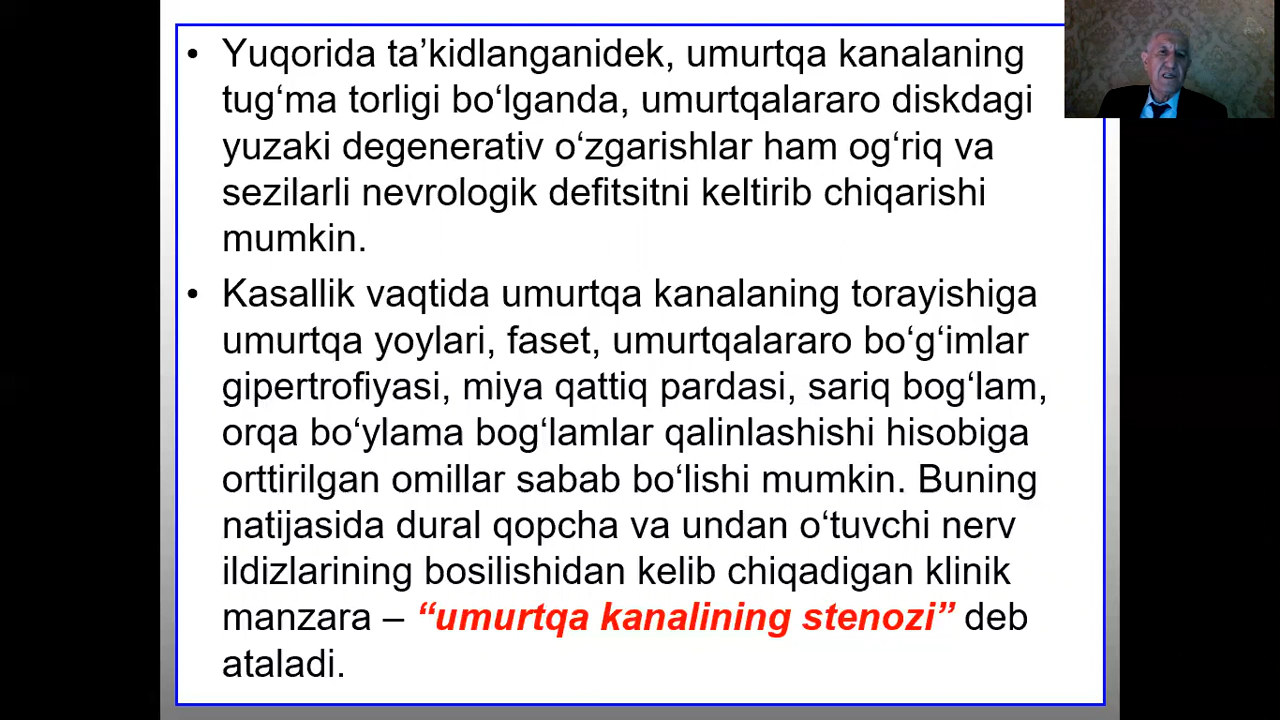 • Yuqorida ta’kidlanganidek, umurtqa kanalaning
tug‘ma torligi bo‘lganda, umurtqalararo diskdagi
yuzaki degenerativ o‘zgarishlar ham og‘riq va
sezilarli nevrologik defitsitni keltirib chiqarishi
mumkin.
• Kasallik vaqtida umurtqa kanalaning torayishiga
umurtqa yoylari, faset, umurtqalararo bo‘g‘imlar
gipertrofiyasi, miya qattiq pardasi, sariq bog‘lam,
orqa bo‘ylama bog‘lamlar qalinlashishi hisobiga
orttirilgan omillar sabab bo‘lishi mumkin. Buning
natijasida dural qopcha va undan o‘tuvchi nerv
ildizlarining bosilishidan kelib chiqadigan klinik
manzara – “umurtqa kanalining stenozi” deb
ataladi.